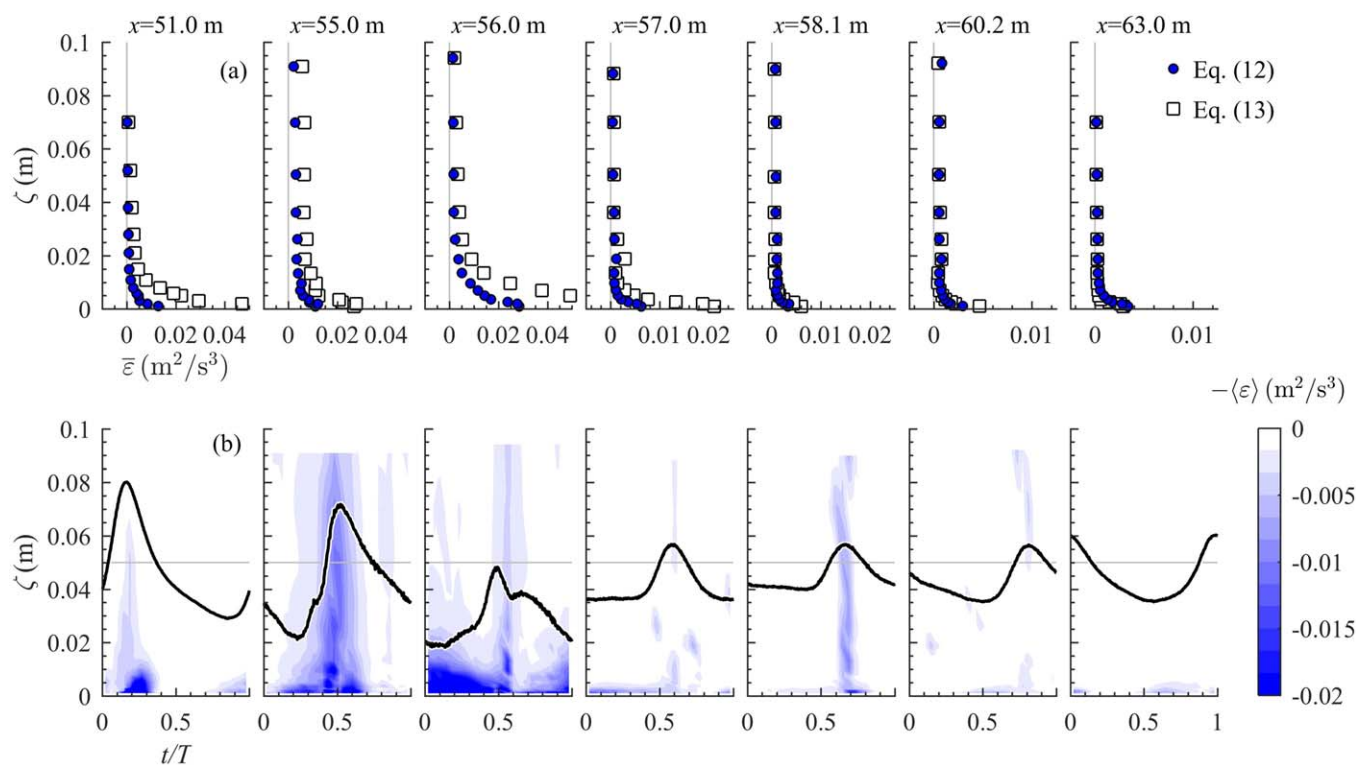 x=51.0 m x=55.0 m x=56.0 m x=57.0 m x=58.1 m x=60.2 m x=63.0 m
0.1
(a)
Eq. (12)
0.08
Eq. (13)
0.06
ζ (m)
0.04
0.02
0
0 0.02 0.04 0 0.02 0.04 0 0.02 0.04 0 0.01 0.02 0 0.01 0.02 0 0.01 0 0.01
ε̅ (m²/s³)
−⟨ε⟩ (m²/s³)
0.1 0
(b)
0.08 -0.005
0.06
ζ (m) -0.01
0.04
0.02 -0.015
0 -0.02
0 0.5 0 0.5 0 0.5 0 0.5 0 0.5 0 0.5 0 0.5 1
t/T